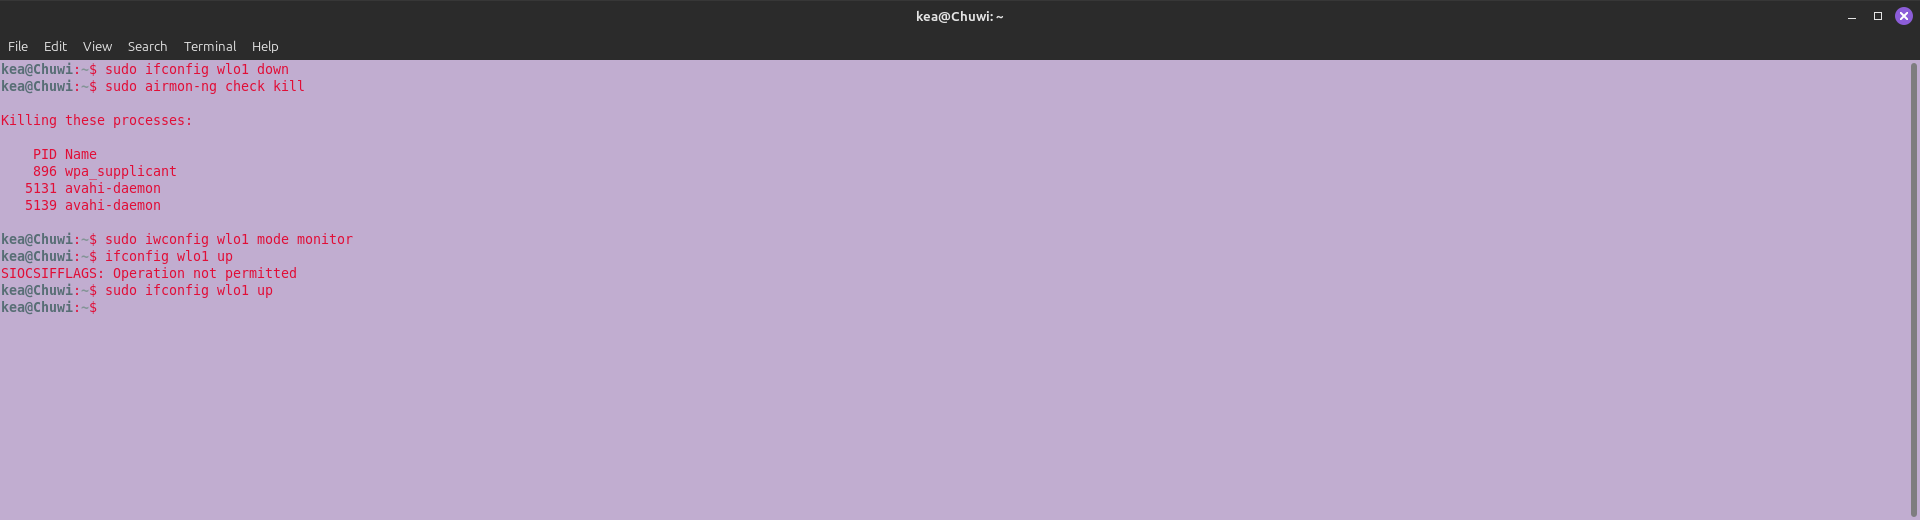 kea@Chuwi: ~
File Edit View Search Terminal Help
kea@Chuwi:~$ sudo ifconfig wlo1 down
kea@Chuwi:~$ sudo airmon-ng check kill
Killing these processes:
PID Name
896 wpa_supplicant
5131 avahi-daemon
5139 avahi-daemon
kea@Chuwi:~$ sudo iwconfig wlo1 mode monitor
kea@Chuwi:~$ ifconfig wlo1 up
SIOCSIFFLAGS: Operation not permitted
kea@Chuwi:~$ sudo ifconfig wlo1 up
kea@Chuwi:~$